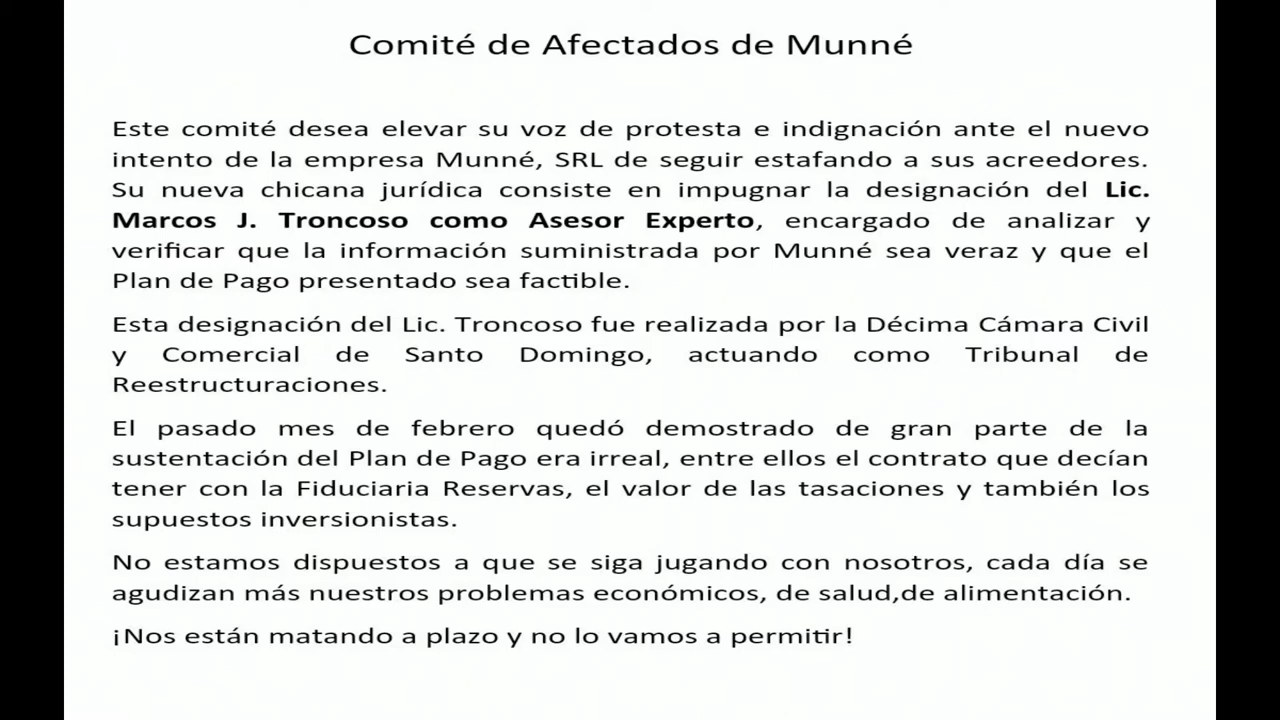 Comité de Afectados de Munné
Este comité desea elevar su voz de protesta e indignación ante el nuevo
intento de la empresa Munné, SRL de seguir estafando a sus acreedores.
Su nueva chicana jurídica consiste en impugnar la designación del Lic.
Marcos J. Troncoso como Asesor Experto, encargado de analizar y
verificar que la información suministrada por Munné sea veraz y que el
Plan de Pago presentado sea factible.
Esta designación del Lic. Troncoso fue realizada por la Décima Cámara Civil
y Comercial de Santo Domingo, actuando como Tribunal de
Reestructuraciones.
El pasado mes de febrero quedó demostrado de gran parte de la
sustentación del Plan de Pago era irreal, entre ellos el contrato que decían
tener con la Fiduciaria Reservas, el valor de las tasaciones y también los
supuestos inversionistas.
No estamos dispuestos a que se siga jugando con nosotros, cada día se
agudizan más nuestros problemas económicos, de salud,de alimentación.
¡Nos están matando a plazo y no lo vamos a permitir!